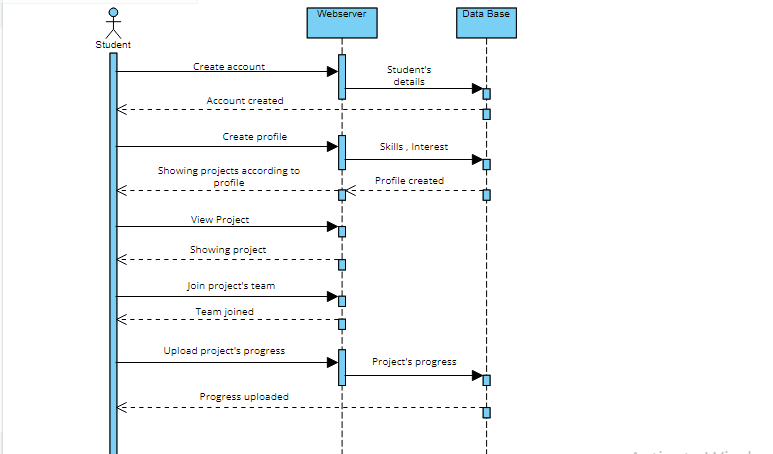 Webserver
Data Base
Student
Create account
Student's
details
Account created
Create profile
Skills , Interest
Showing projects according to
profile
Profile created
View Project
Showing project
Join project's team
Team joined
Upload project's progress
Project's progress
Progress uploaded